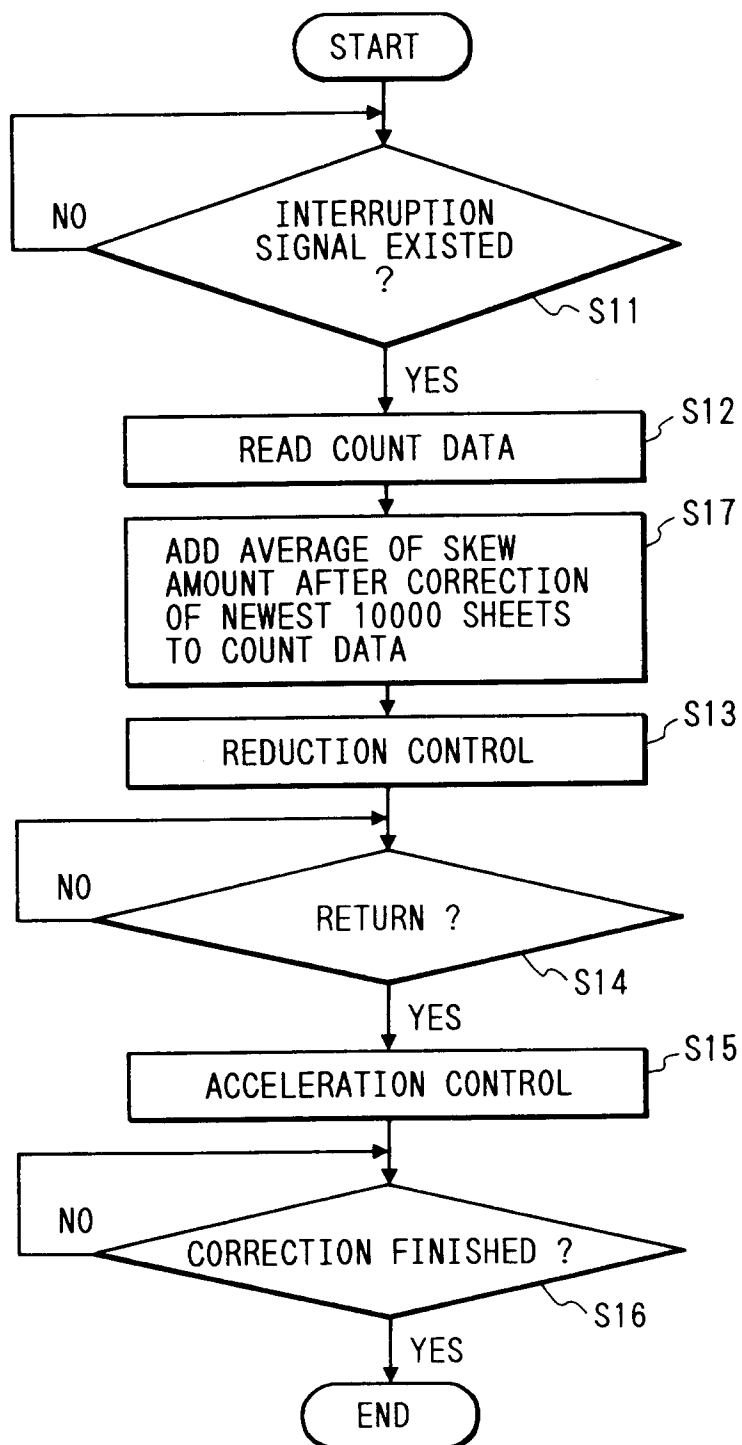 START
NO
INTERRUPTION
SIGNAL EXISTED
?
S11
YES
S12
READ COUNT DATA
S17
ADD AVERAGE OF SKEW
AMOUNT AFTER CORRECTION
OF NEWEST 10000 SHEETS
TO COUNT DATA
S13
REDUCTION CONTROL
NO
RETURN ?
S14
YES
S15
ACCELERATION CONTROL
NO
CORRECTION FINISHED ?
S16
YES
END